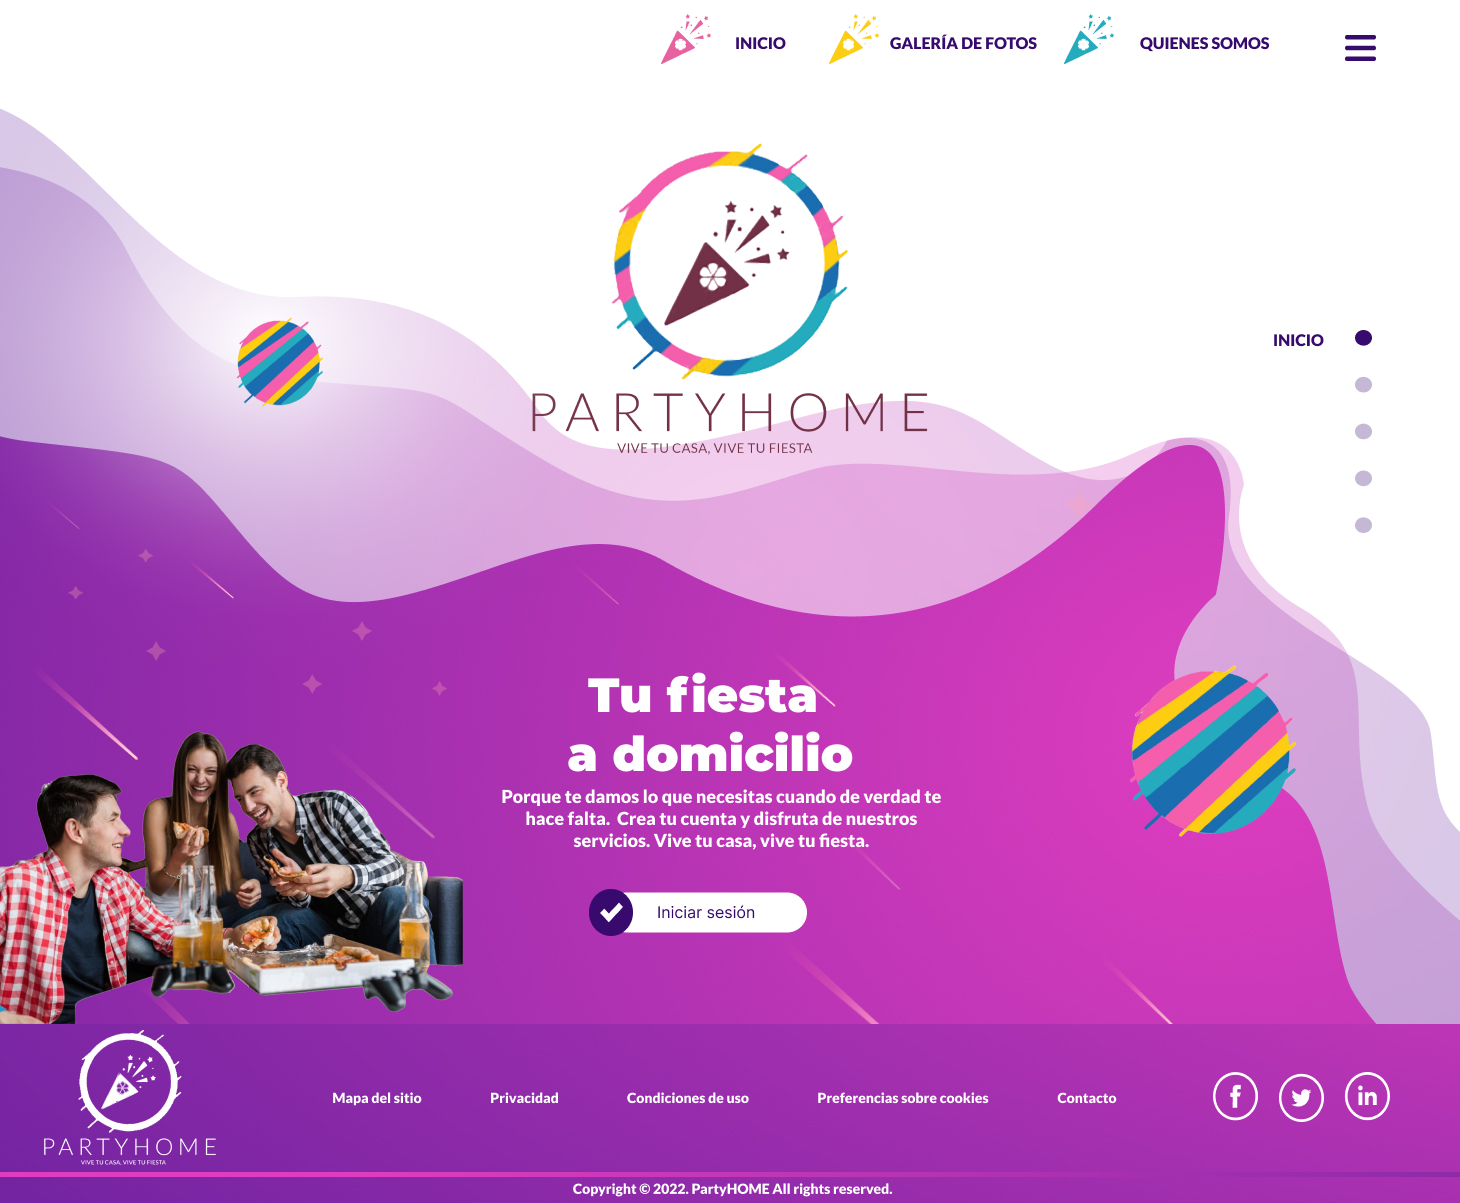 INICIO
GALERÍA DE FOTOS
QUIENES SOMOS
PARTYHOME
VIVE TU CASA, VIVE TU FIESTA
INICIO
Tu fiesta
a domicilio
Porque te damos lo que necesitas cuando de verdad te
hace falta. Crea tu cuenta y disfruta de nuestros
servicios. Vive tu casa, vive tu fiesta.
Iniciar sesión
PARTYHOME
VIVE TU CASA, VIVE TU FIESTA
Mapa del sitio
Privacidad
Condiciones de uso
Preferencias sobre cookies
Contacto
f
in
Copyright © 2022. PartyHOME All rights reserved.